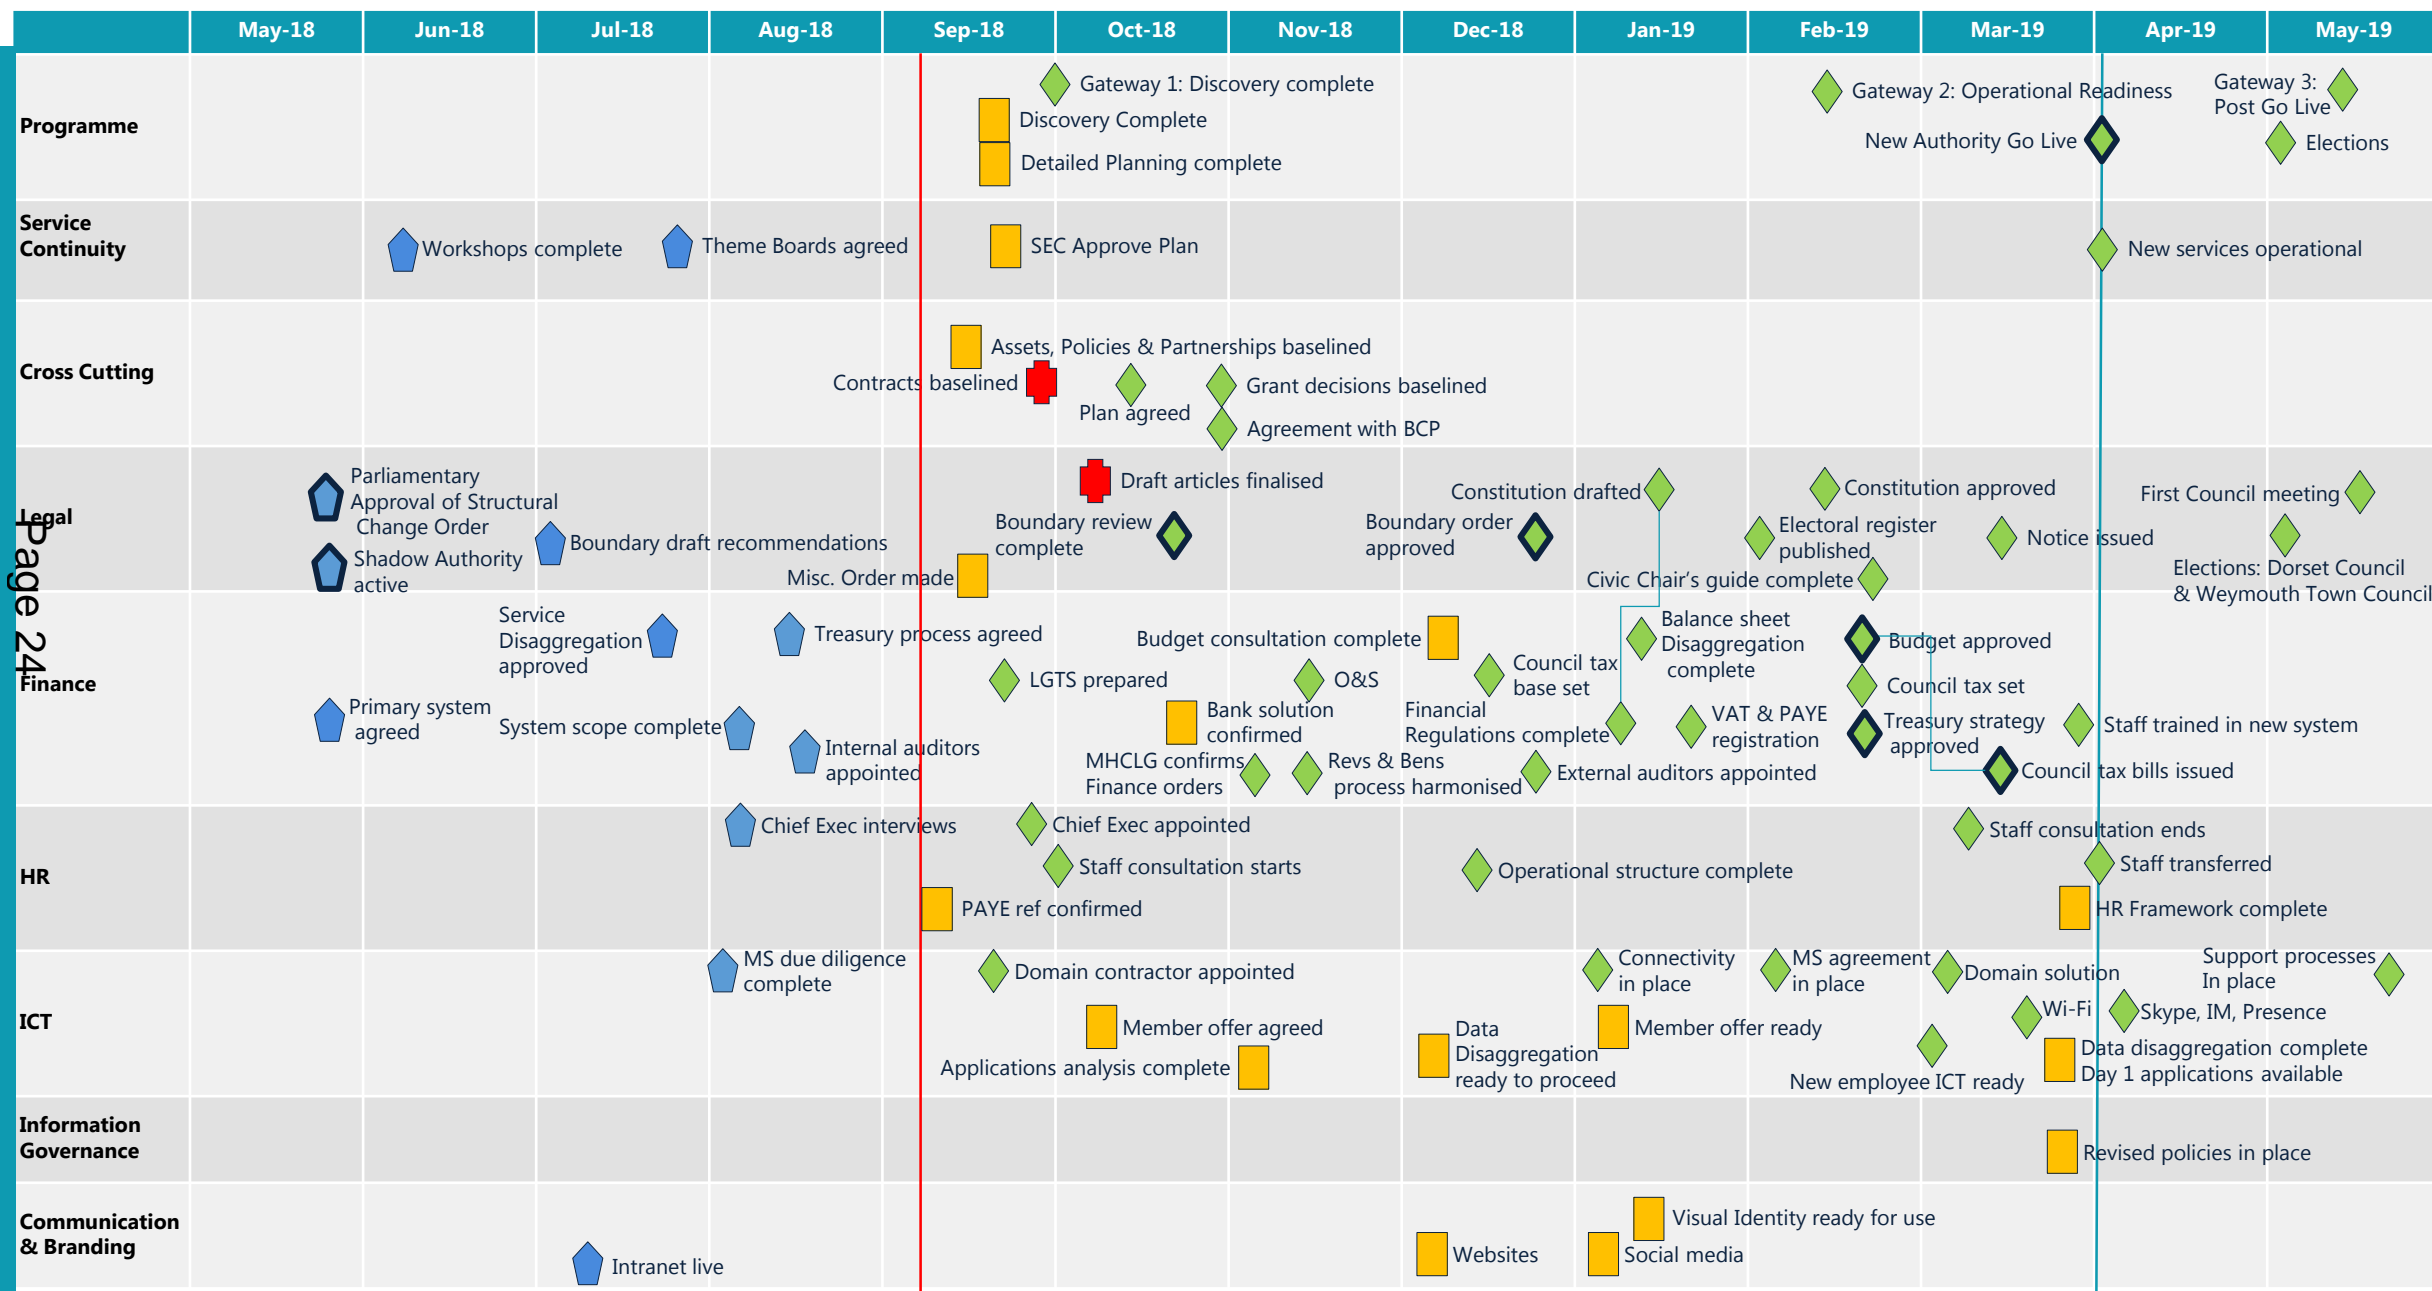 May-18 Jun-18 Jul-18 Aug-18 Sep-18 Oct-18 Nov-18 Dec-18 Jan-19 Feb-19 Mar-19 Apr-19 May-19
Programme
Gateway 1: Discovery complete
Discovery Complete
Detailed Planning complete
Gateway 2: Operational Readiness
New Authority Go Live
Gateway 3:
Post Go Live
Elections
Service
Continuity
Workshops complete
Theme Boards agreed
SEC Approve Plan
New services operational
Cross Cutting
Assets, Policies & Partnerships baselined
Contracts baselined
Plan agreed
Grant decisions baselined
Agreement with BCP
Legal
Parliamentary
Approval of Structural
Change Order
Shadow Authority
active
Boundary draft recommendations
Misc. Order made
Draft articles finalised
Boundary review
complete
Boundary order
approved
Constitution drafted
Constitution approved
Electoral register
published
Civic Chair's guide complete
Notice issued
First Council meeting
Elections: Dorset Council
& Weymouth Town Council
Page 24
Finance
Service
Disaggregation
approved
Treasury process agreed
Primary system
agreed
System scope complete
Internal auditors
appointed
LGTS prepared
Budget consultation complete
Bank solution
confirmed
O&S
MHCLG confirms
Finance orders
Revs & Bens
process harmonised
Council tax
base set
Financial
Regulations complete
External auditors appointed
Balance sheet
Disaggregation
complete
VAT & PAYE
registration
Budget approved
Council tax set
Treasury strategy
approved
Council tax bills issued
Staff trained in new system
HR
Chief Exec interviews
Chief Exec appointed
Staff consultation starts
PAYE ref confirmed
Operational structure complete
Staff consultation ends
Staff transferred
HR Framework complete
ICT
MS due diligence
complete
Domain contractor appointed
Member offer agreed
Applications analysis complete
Data
Disaggregation
ready to proceed
Connectivity
in place
Member offer ready
MS agreement
in place
Domain solution
Wi-Fi
New employee ICT ready
Skype, IM, Presence
Data disaggregation complete
Day 1 applications available
Support processes
In place
Information
Governance
Revised policies in place
Communication
& Branding
Intranet live
Websites
Visual Identity ready for use
Social media